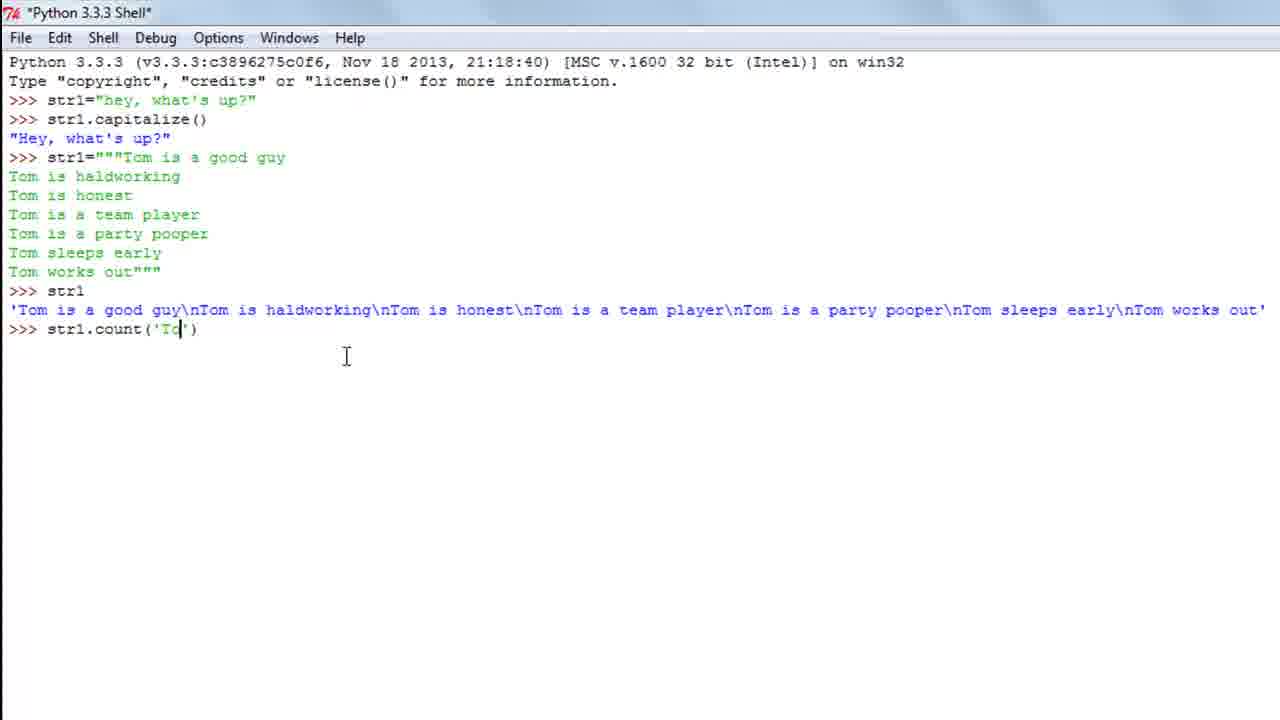 *Python 3.3.3 Shell*
File Edit Shell Debug Options Windows Help
Python 3.3.3 (v3.3.3:c3896275c0f6, Nov 18 2013, 21:18:40) [MSC v.1600 32 bit (Intel)] on win32
Type "copyright", "credits" or "license()" for more information.
>>> str1="hey, what's up?"
>>> str1.capitalize()
"Hey, what's up?"
>>> str1="""Tom is a good guy
Tom is haldworking
Tom is honest
Tom is a team player
Tom is a party pooper
Tom sleeps early
Tom works out"""
>>> str1
'Tom is a good guy\nTom is haldworking\nTom is honest\nTom is a team player\nTom is a party pooper\nTom sleeps early\nTom works out'
>>> str1.count('To')